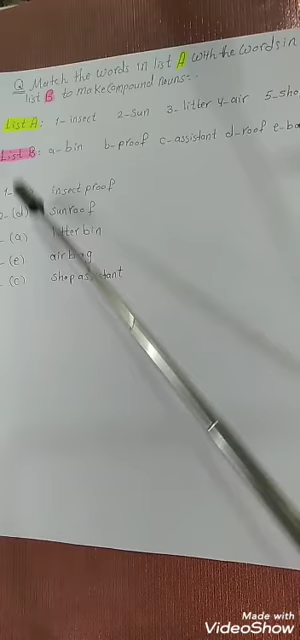 Q Match the words in list A with the words in
list B to make compound nouns:-
List A: 1- insect 2- sun 3- litter 4- air 5- sho
List B: a- bin b- proof c- assistant d- roof e- ba
1- insect proof
(d) sunroof
- (a) litter bin
- (e) air bag
- (c) shop assistant
Made with
VideoShow